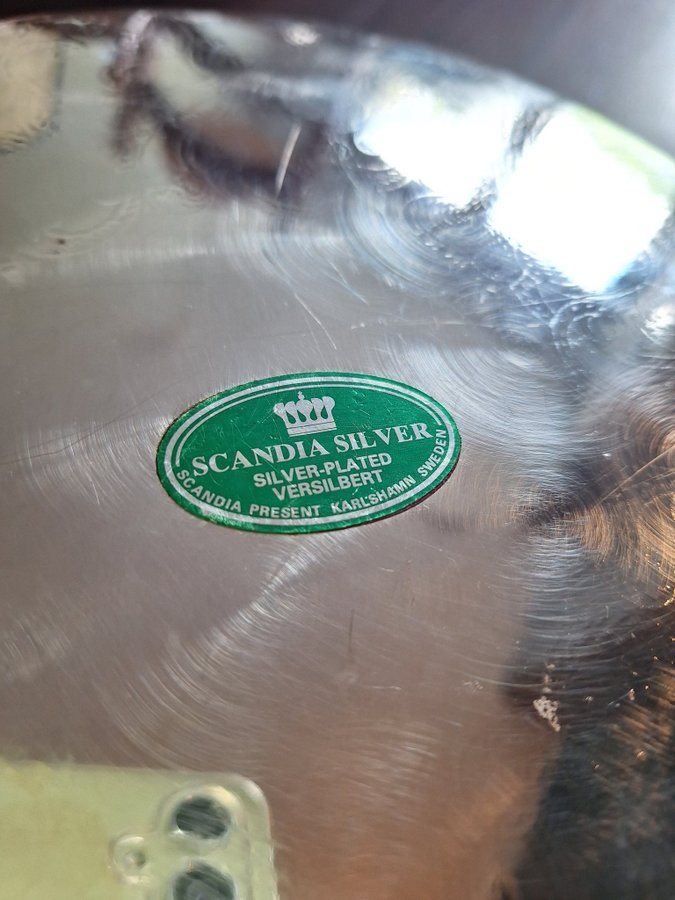 SCANDIA SILVER
SILVER-PLATED
VERSILBERT
SCANDIA PRESENT KARLSHAMN SWEDEN